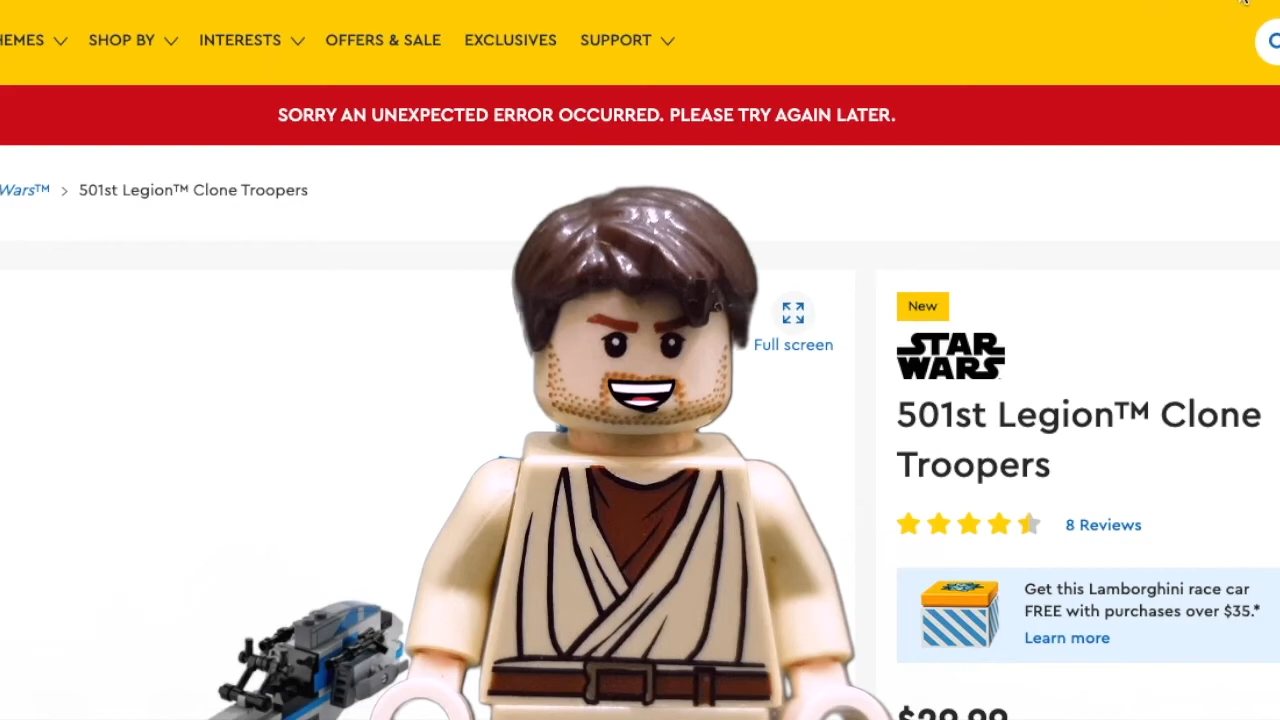 SHOP BY
INTERESTS
OFFERS & SALE
EXCLUSIVES
SUPPORT
SORRY AN UNEXPECTED ERROR OCCURRED. PLEASE TRY AGAIN LATER.
Wars™ > 501st Legion™ Clone Troopers
Full screen
New
STAR
WARS
501st Legion™ Clone
Troopers
8 Reviews
Get this Lamborghini race car
FREE with purchases over $35.*
Learn more
$29.99